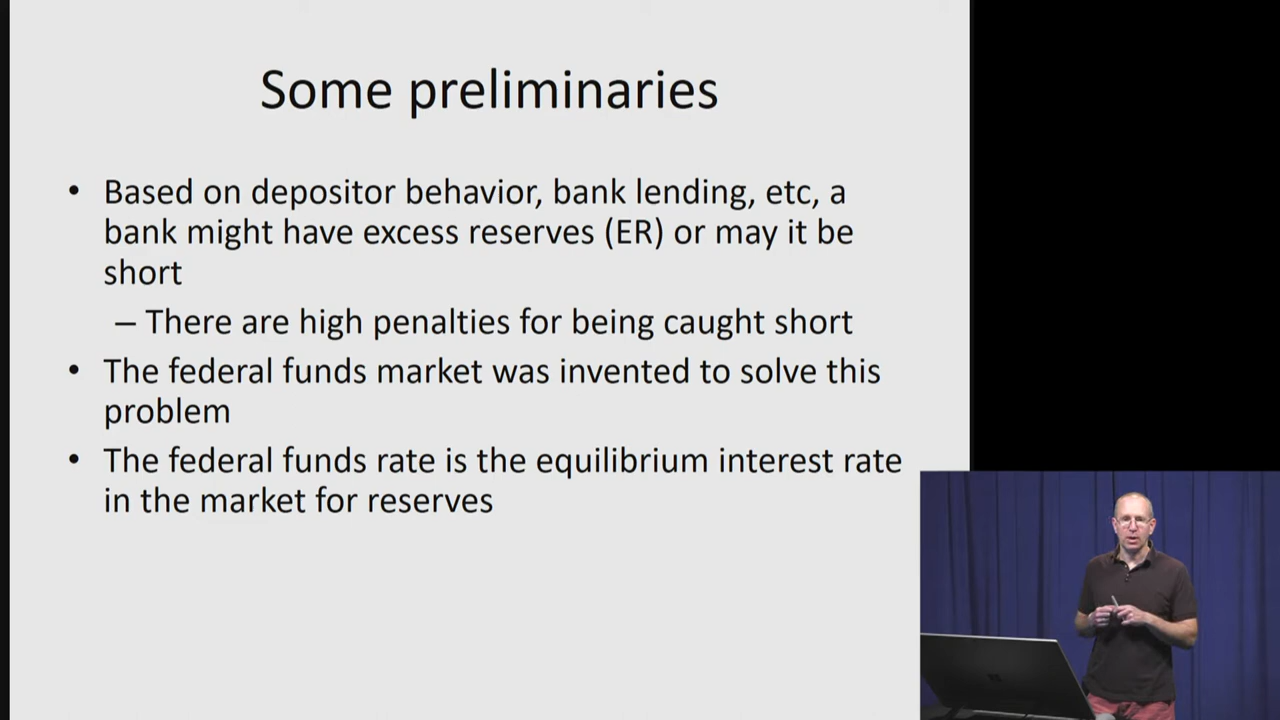 Some preliminaries
• Based on depositor behavior, bank lending, etc, a
bank might have excess reserves (ER) or may it be
short
– There are high penalties for being caught short
• The federal funds market was invented to solve this
problem
• The federal funds rate is the equilibrium interest rate
in the market for reserves